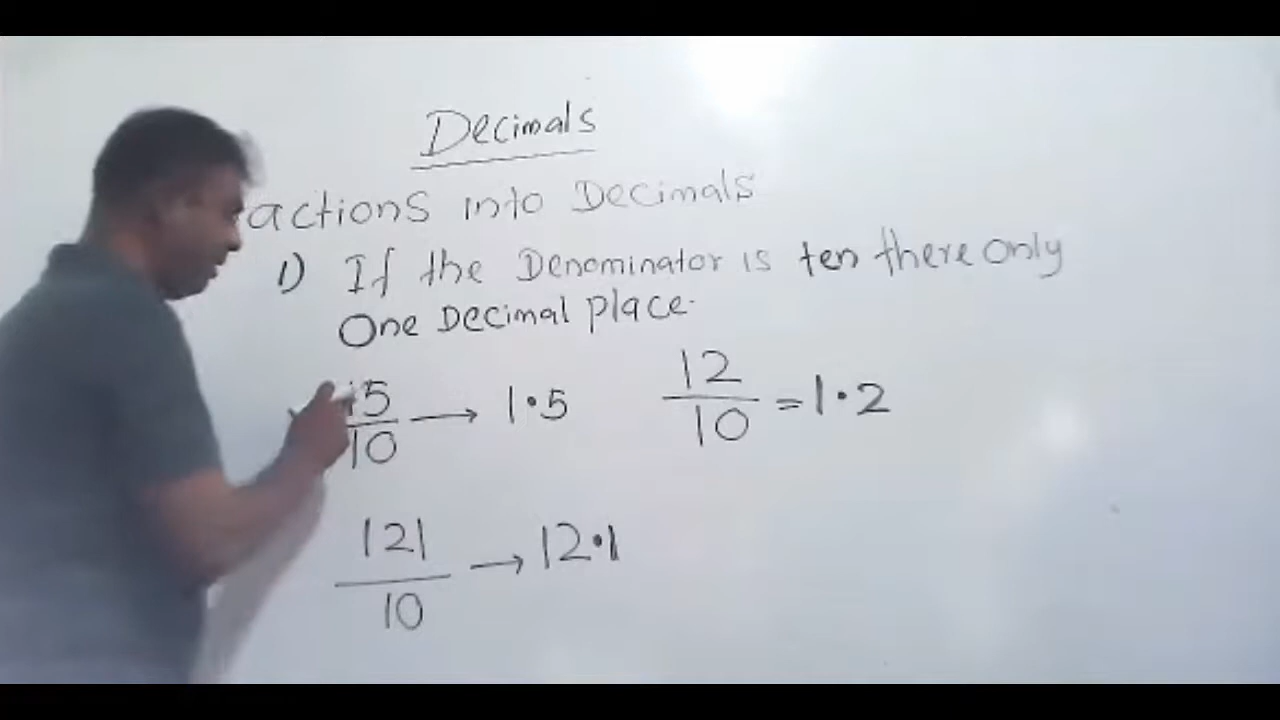 Decimals
actions into Decimals
1) If the Denominator is ten there only
One Decimal place.
15/10 → 1.5
12/10 = 1.2
121/10 → 12.1